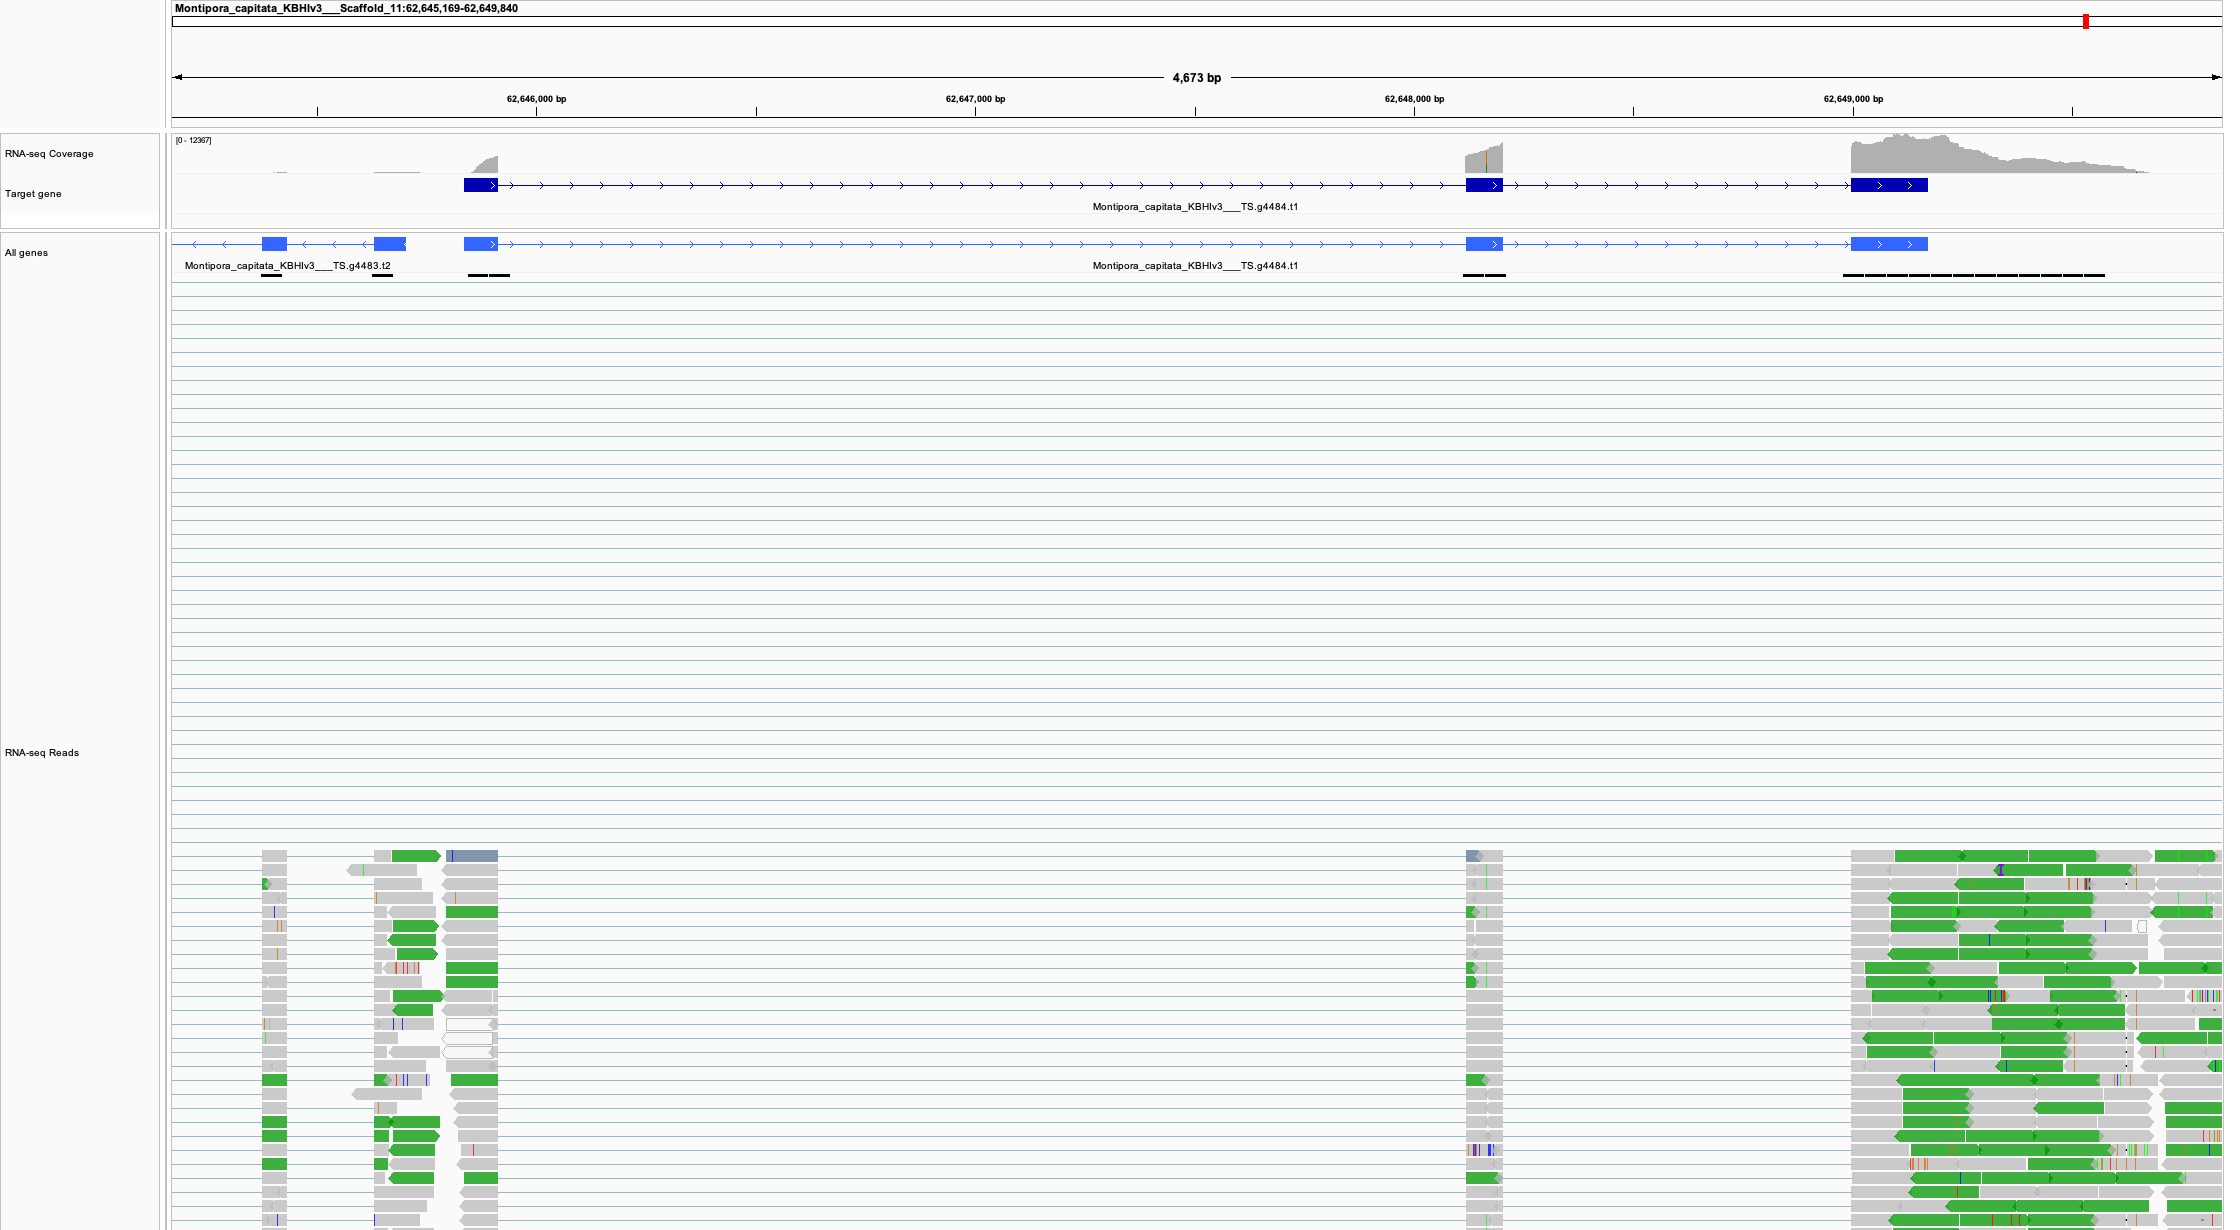 Montipora_capitata_KBHIv3___Scaffold_11:62,645,169-62,649,840
4,673 bp
62,646,000 bp 62,647,000 bp 62,648,000 bp 62,649,000 bp
[0 - 12367]
RNA-seq Coverage
Target gene
Montipora_capitata_KBHIv3___TS.g4484.t1
All genes
Montipora_capitata_KBHIv3___TS.g4483.t2 Montipora_capitata_KBHIv3___TS.g4484.t1
RNA-seq Reads